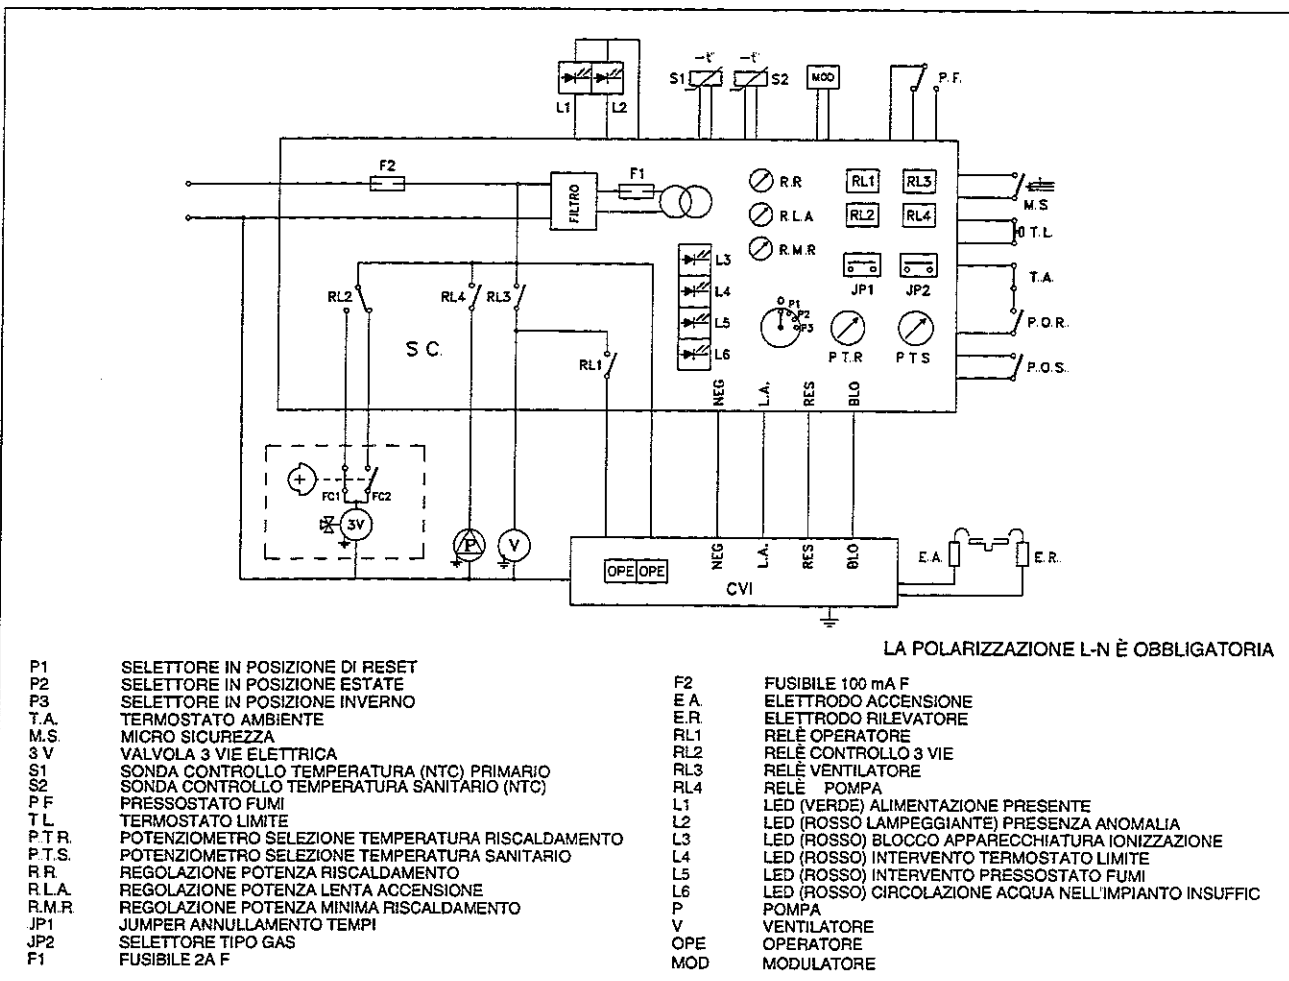 L1 L2
-t° -t°
S1 S2
MOD
P.F.
F2
FILTRO
F1
R.R
R.L.A
R.M.R
RL1 RL3
RL2 RL4
JP1 JP2
M.S
T.L.
T.A.
P.O.R.
P.O.S.
L3
L4
L5
L6
O P1
P2
P3
P T.R P T S
RL2 RL4 RL3
S C.
RL1
NEG L.A. RES BLO
FC1 FC2
3V
P V
NEG L.A. RES BLO
OPE OPE
CVI
E.A. E.R.
LA POLARIZZAZIONE L-N È OBBLIGATORIA
P1 SELETTORE IN POSIZIONE DI RESET
P2 SELETTORE IN POSIZIONE ESTATE
P3 SELETTORE IN POSIZIONE INVERNO
T.A. TERMOSTATO AMBIENTE
M.S. MICRO SICUREZZA
3 V VALVOLA 3 VIE ELETTRICA
S1 SONDA CONTROLLO TEMPERATURA (NTC) PRIMARIO
S2 SONDA CONTROLLO TEMPERATURA SANITARIO (NTC)
P F PRESSOSTATO FUMI
T L TERMOSTATO LIMITE
P.T R. POTENZIOMETRO SELEZIONE TEMPERATURA RISCALDAMENTO
P.T.S. POTENZIOMETRO SELEZIONE TEMPERATURA SANITARIO
R R. REGOLAZIONE POTENZA RISCALDAMENTO
R L.A. REGOLAZIONE POTENZA LENTA ACCENSIONE
R.M.R REGOLAZIONE POTENZA MINIMA RISCALDAMENTO
JP1 JUMPER ANNULLAMENTO TEMPI
JP2 SELETTORE TIPO GAS
F1 FUSIBILE 2A F
F2 FUSIBILE 100 mA F
E A. ELETTRODO ACCENSIONE
E.R. ELETTRODO RILEVATORE
RL1 RELÈ OPERATORE
RL2 RELÈ CONTROLLO 3 VIE
RL3 RELÈ VENTILATORE
RL4 RELÈ POMPA
L1 LED (VERDE) ALIMENTAZIONE PRESENTE
L2 LED (ROSSO LAMPEGGIANTE) PRESENZA ANOMALIA
L3 LED (ROSSO) BLOCCO APPARECCHIATURA IONIZZAZIONE
L4 LED (ROSSO) INTERVENTO TERMOSTATO LIMITE
L5 LED (ROSSO) INTERVENTO PRESSOSTATO FUMI
L6 LED (ROSSO) CIRCOLAZIONE ACQUA NELL'IMPIANTO INSUFFIC
P POMPA
V VENTILATORE
OPE OPERATORE
MOD MODULATORE